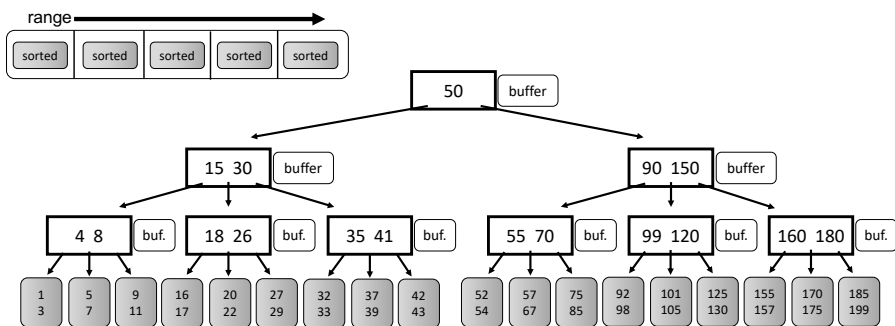 range
sorted sorted sorted sorted sorted
50 buffer
15 30 buffer 90 150 buffer
4 8 buf. 18 26 buf. 35 41 buf. 55 70 buf. 99 120 buf. 160 180 buf.
1 5 9 16 20 27 32 37 42 52 57 75 92 101 125 155 170 185
3 7 11 17 22 29 33 39 43 54 67 85 98 105 130 157 175 199